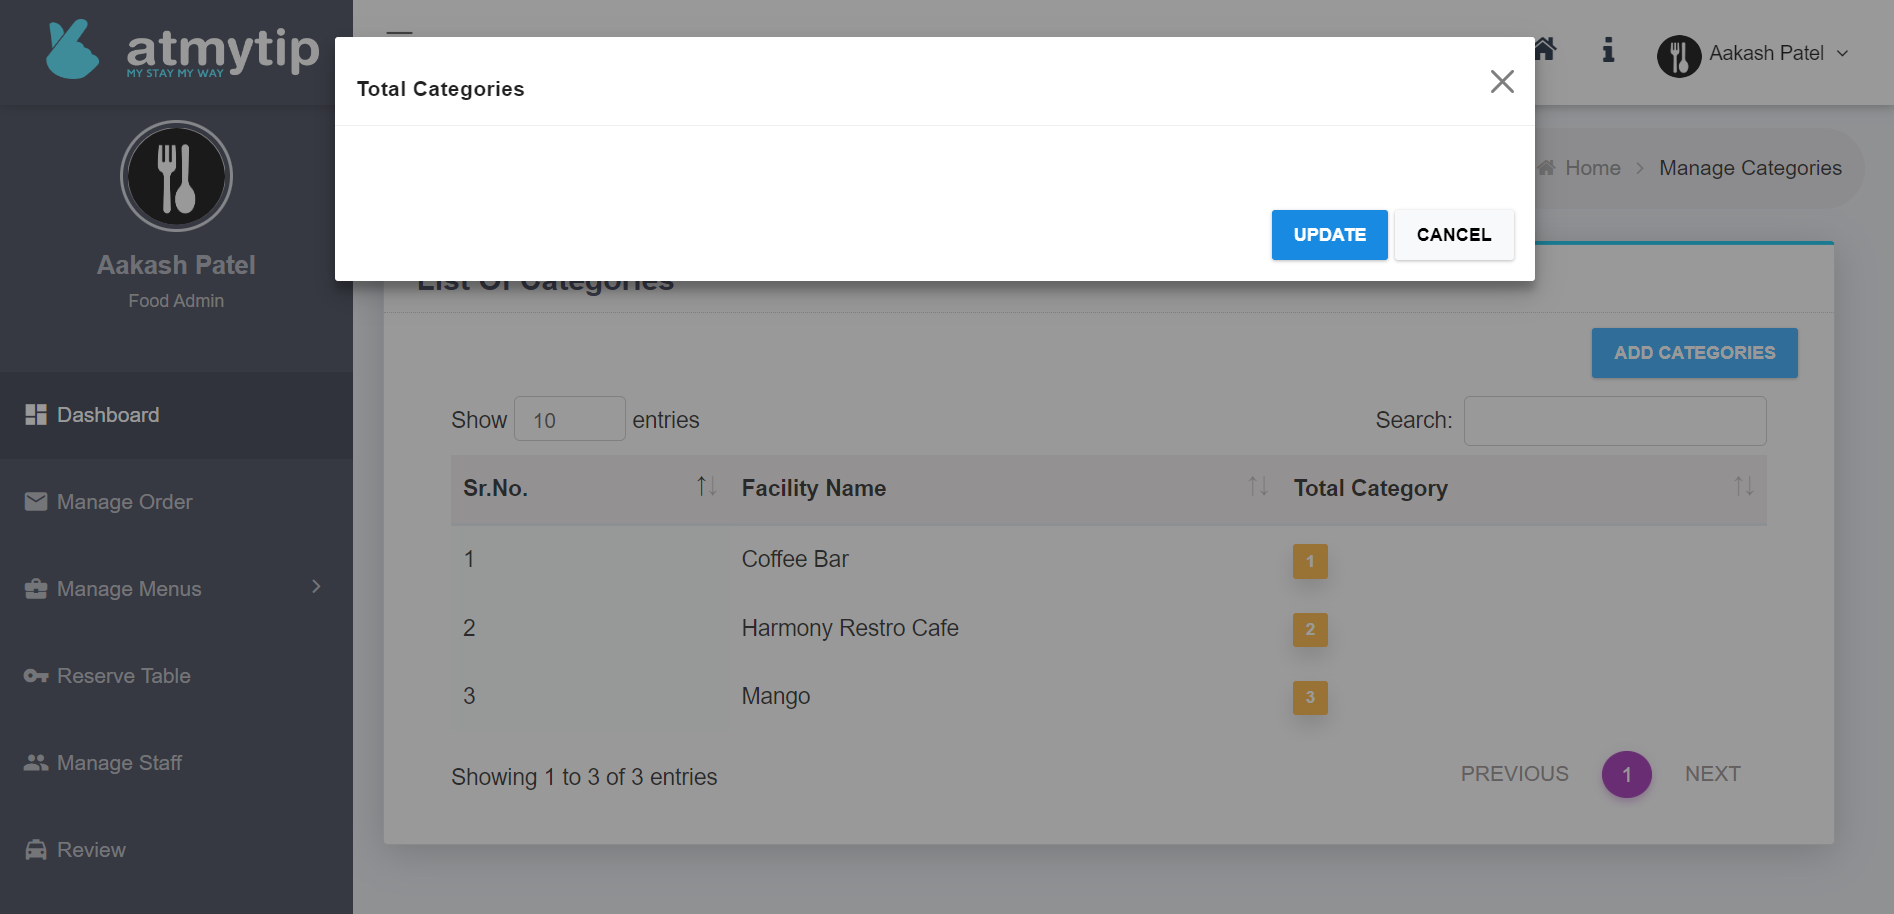 atmytip
MY STAY MY WAY
Aakash Patel
Total Categories
Home
Manage Categories
UPDATE
CANCEL
Aakash Patel
Food Admin
List Of Categories
ADD CATEGORIES
Show 10 entries
Search:
Sr.No. Facility Name Total Category
1 Coffee Bar 1
2 Harmony Restro Cafe 2
3 Mango 3
Showing 1 to 3 of 3 entries
PREVIOUS 1 NEXT
Dashboard
Manage Order
Manage Menus
Reserve Table
Manage Staff
Review